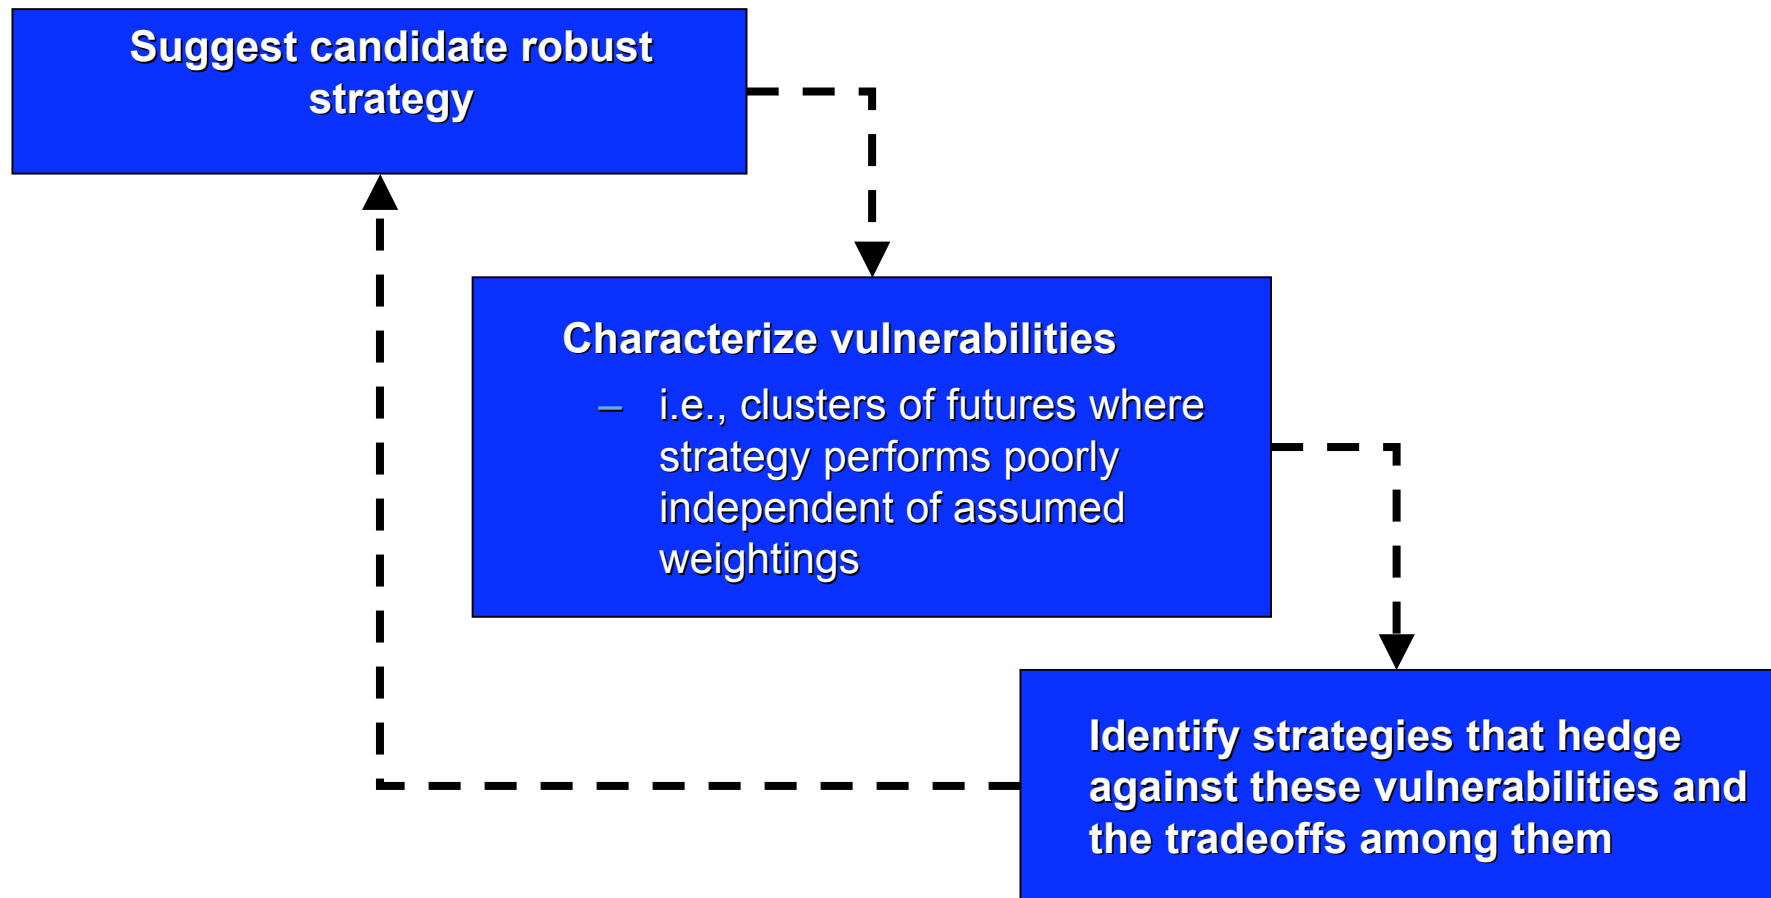 Suggest candidate robust
strategy
Characterize vulnerabilities
– i.e., clusters of futures where
strategy performs poorly
independent of assumed
weightings
Identify strategies that hedge
against these vulnerabilities and
the tradeoffs among them